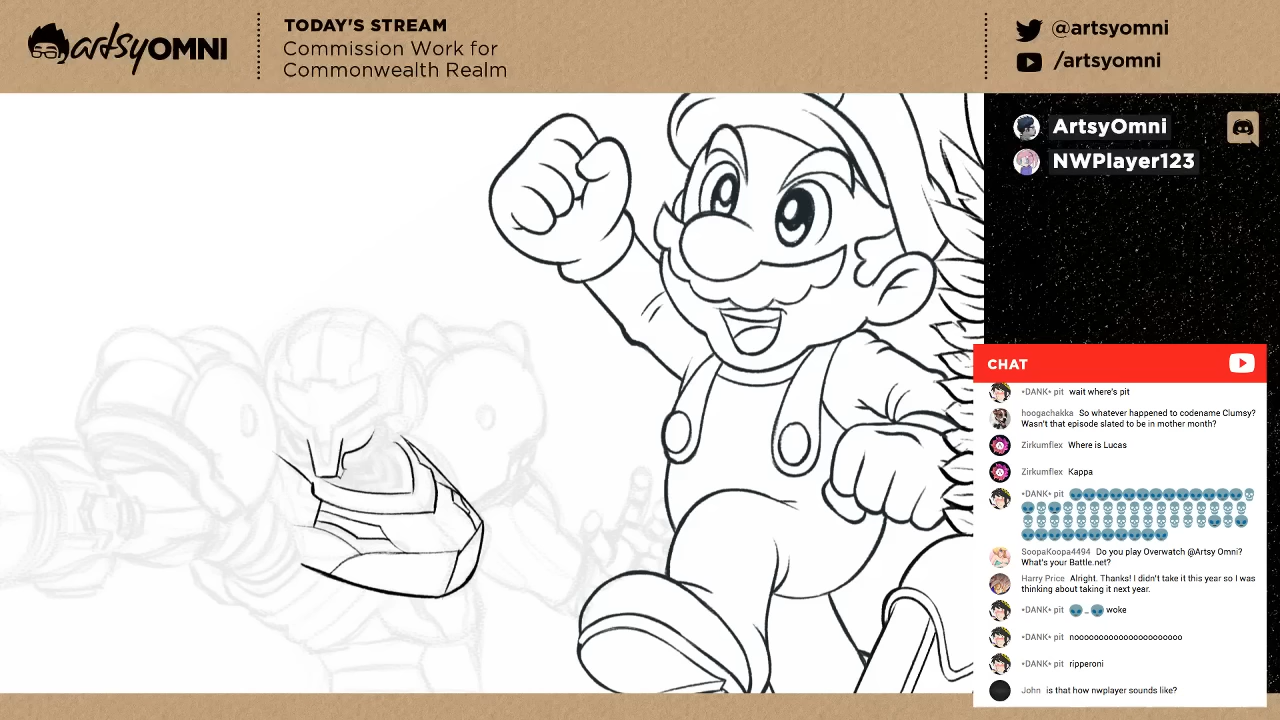 artsyOMNI
TODAY'S STREAM
Commission Work for
Commonwealth Realm
@artsyomni
/artsyomni
ArtsyOmni
NWPlayer123
CHAT
*DANK* pit wait where's pit
hoogachakka So whatever happened to codename Clumsy?
Wasn't that episode slated to be in mother month?
Zirkumflex Where is Lucas
Zirkumflex Kappa
*DANK* pit 👽👽👽👽👽👽👽👽👽👽👽👽👽💀
👽💀👽💀💀💀💀💀💀💀💀💀💀💀💀💀💀
💀💀💀💀💀💀💀💀💀💀💀💀💀💀👽💀👽
👽👽👽👽👽👽👽👽👽👽👽
SoopaKoopa4494 Do you play Overwatch @Artsy Omni?
What's your Battle.net?
Harry Price Alright. Thanks! I didn't take it this year so I was
thinking about taking it next year.
*DANK* pit 👽_👽 woke
*DANK* pit nooooooooooooooooooooo
*DANK* pit ripperoni
John is that how nwplayer sounds like?